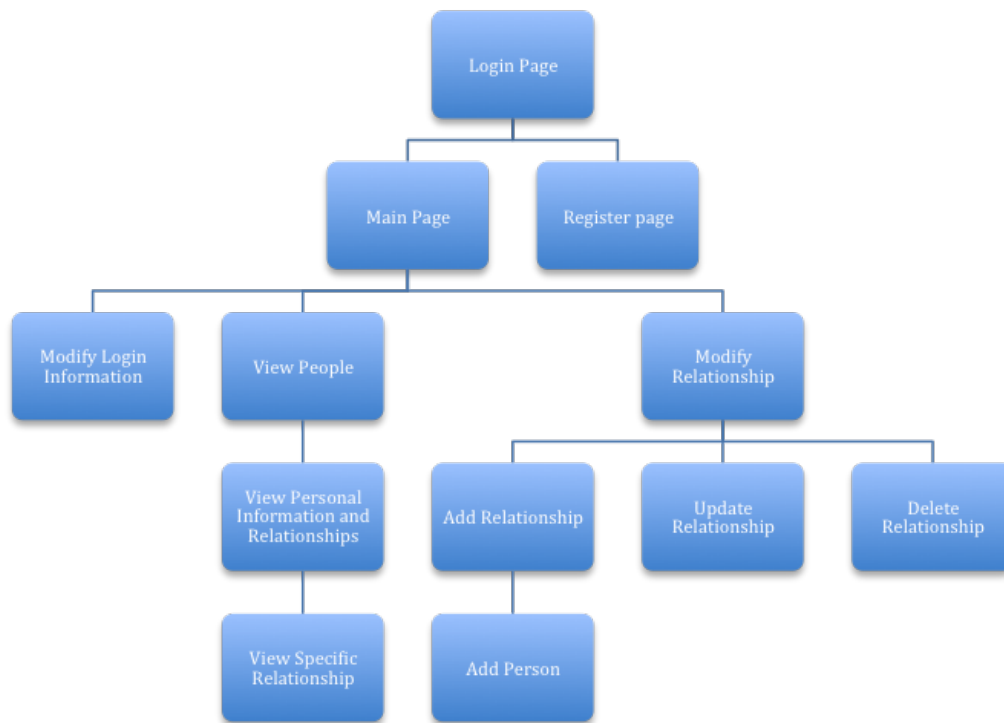 Login Page
Main Page
Register page
Modify Login
Information
View People
Modify
Relationship
View Personal
Information and
Relationships
Add Relationship
Update
Relationship
Delete
Relationship
View Specific
Relationship
Add Person